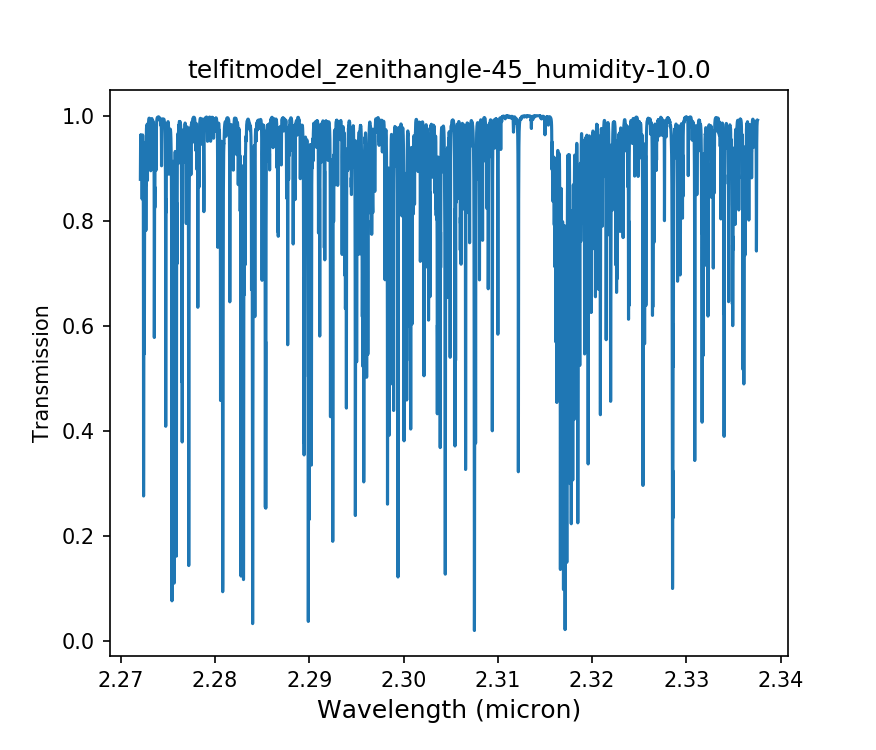 telfitmodel_zenithangle-45_humidity-10.0
1.0
0.8
0.6
0.4
0.2
0.0
Transmission
2.27 2.28 2.29 2.30 2.31 2.32 2.33 2.34
Wavelength (micron)